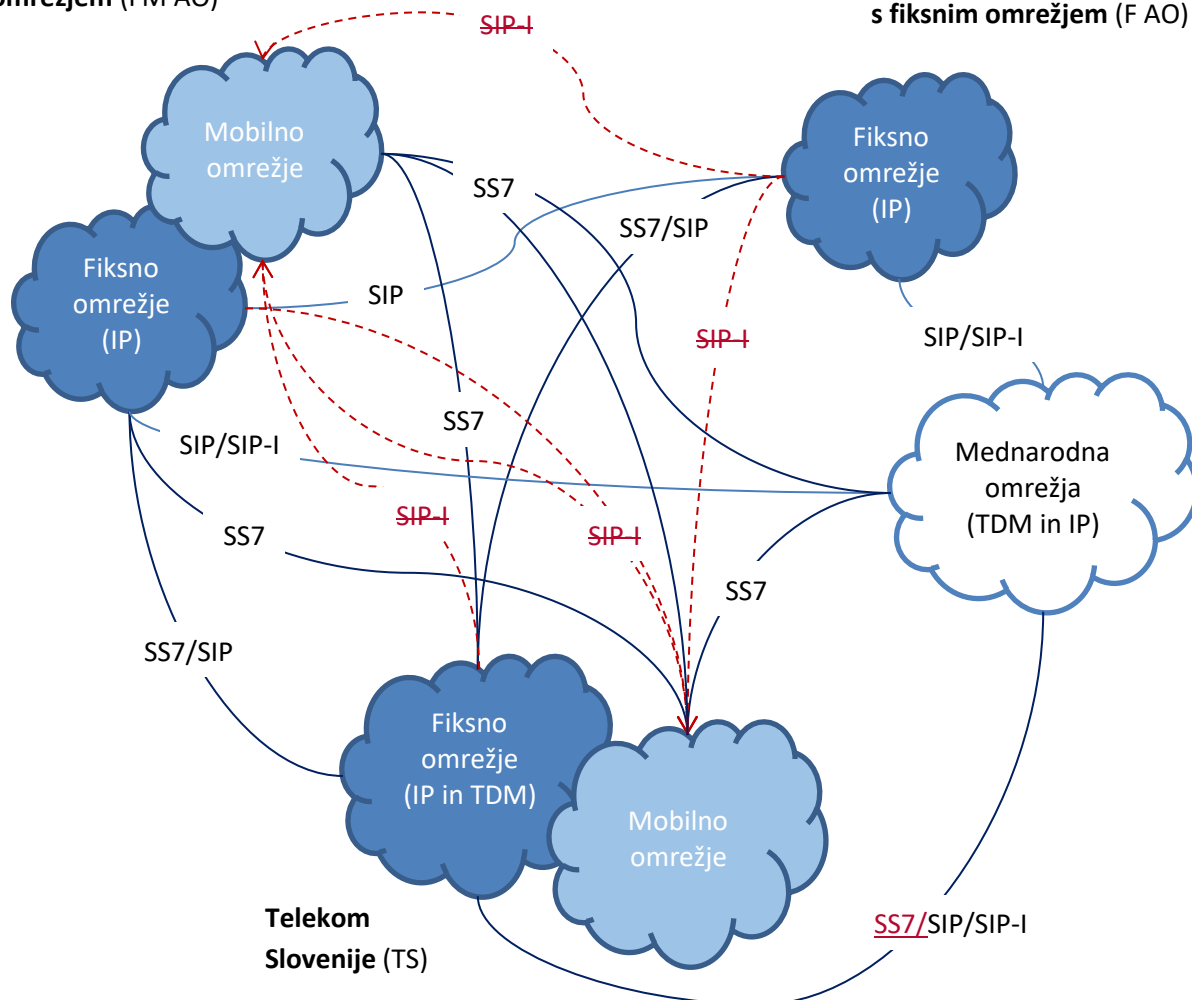 omrežjem (FM AO)
s fiksnim omrežjem (F AO)
SIP-I
Mobilno
omrežje
Fiksno
omrežje
(IP)
SS7
SS7/SIP
Fiksno
omrežje
(IP)
SIP
SIP-I
SIP/SIP-I
SS7
SIP/SIP-I
Mednarodna
omrežja
(TDM in IP)
SIP-I
SIP-I
SS7
SS7
SS7/SIP
Fiksno
omrežje
(IP in TDM)
Mobilno
omrežje
Telekom
Slovenije (TS)
SS7/SIP/SIP-I